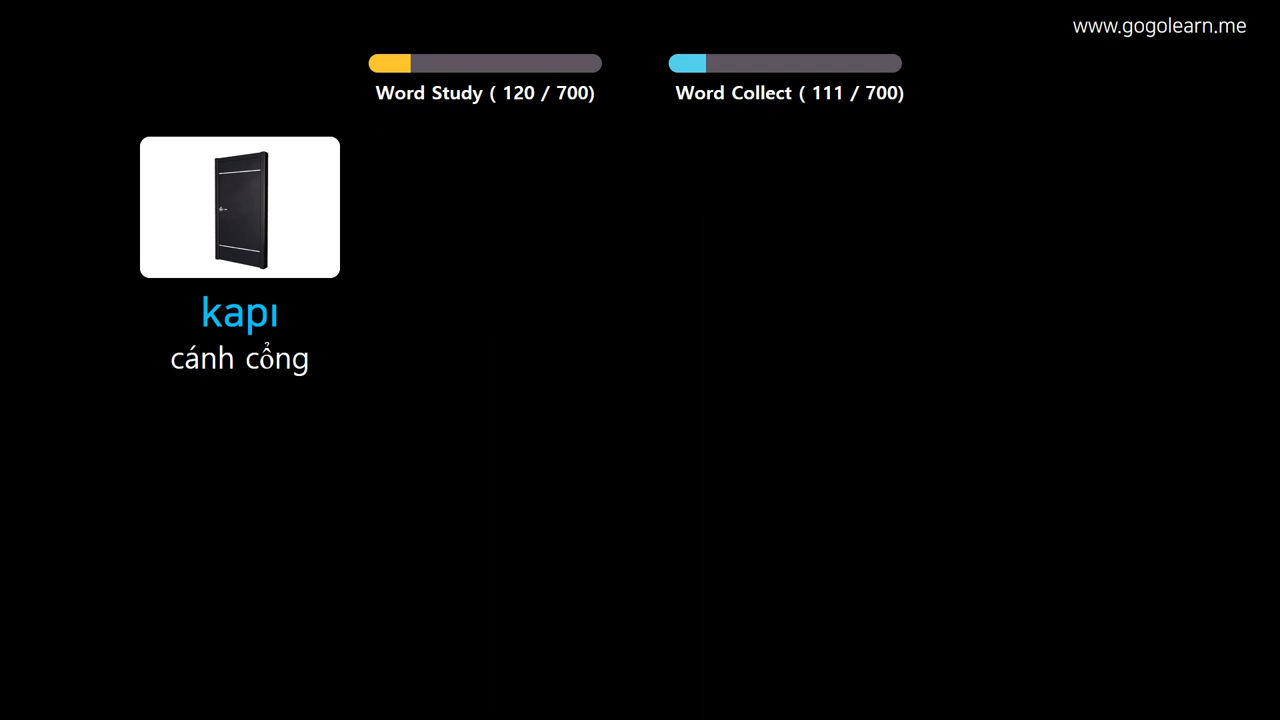 www.gogolearn.me
Word Study ( 120 / 700)
Word Collect ( 111 / 700)
kapı
cánh cổng